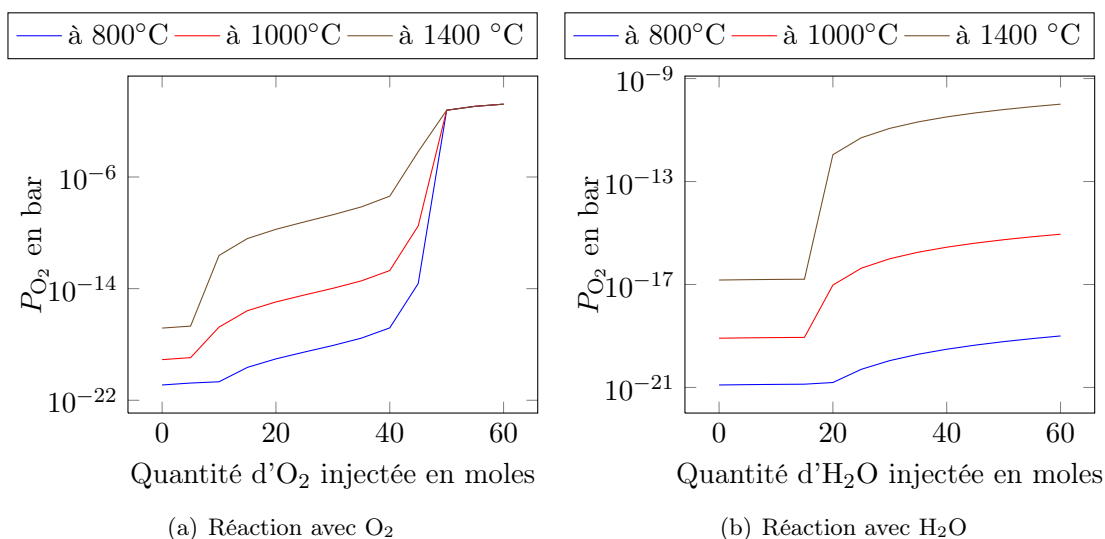 à 800°C à 1000°C à 1400 °C
10⁻⁶
10⁻¹⁴
10⁻²²
P_O₂ en bar
0 20 40 60
Quantité d'O₂ injectée en moles
(a) Réaction avec O₂
à 800°C à 1000°C à 1400 °C
10⁻⁹
10⁻¹³
10⁻¹⁷
10⁻²¹
P_O₂ en bar
0 20 40 60
Quantité d'H₂O injectée en moles
(b) Réaction avec H₂O